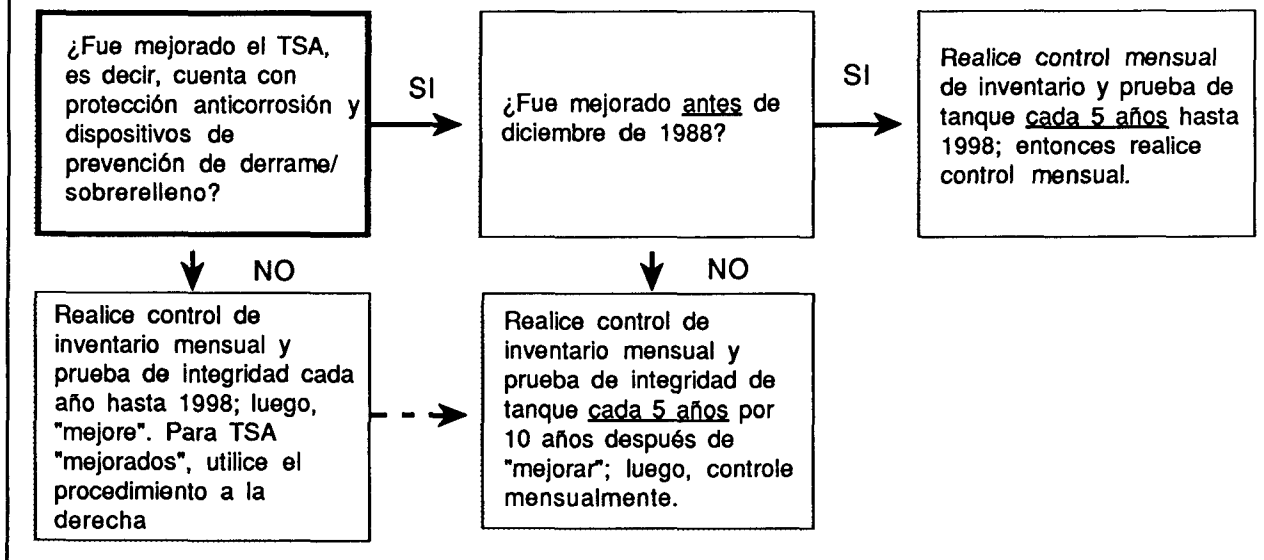 ¿Fue mejorado el TSA,
es decir, cuenta con
protección anticorrosión y
dispositivos de
prevención de derrame/
sobrerelleno?
SI
¿Fue mejorado antes de
diciembre de 1988?
SI
Realice control mensual
de inventario y prueba de
tanque cada 5 años hasta
1998; entonces realice
control mensual.
NO
Realice control de
inventario mensual y
prueba de integridad cada
año hasta 1998; luego,
"mejore". Para TSA
"mejorados", utilice el
procedimiento a la
derecha
NO
Realice control de
inventario mensual y
prueba de integridad de
tanque cada 5 años por
10 años después de
"mejorar"; luego, controle
mensualmente.